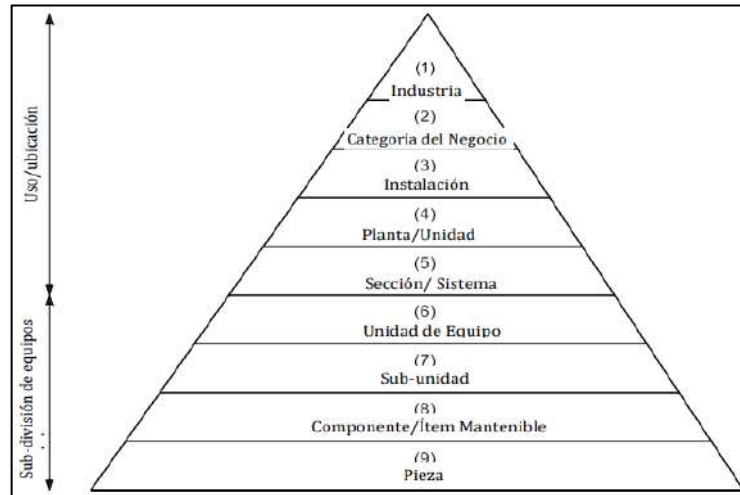 (1)
Industria
(2)
Categoría del Negocio
(3)
Instalación
(4)
Planta/Unidad
(5)
Sección/ Sistema
(6)
Unidad de Equipo
(7)
Sub-unidad
(8)
Componente/Ítem Mantenible
(9)
Pieza
Uso/ubicación
Sub-división de equipos